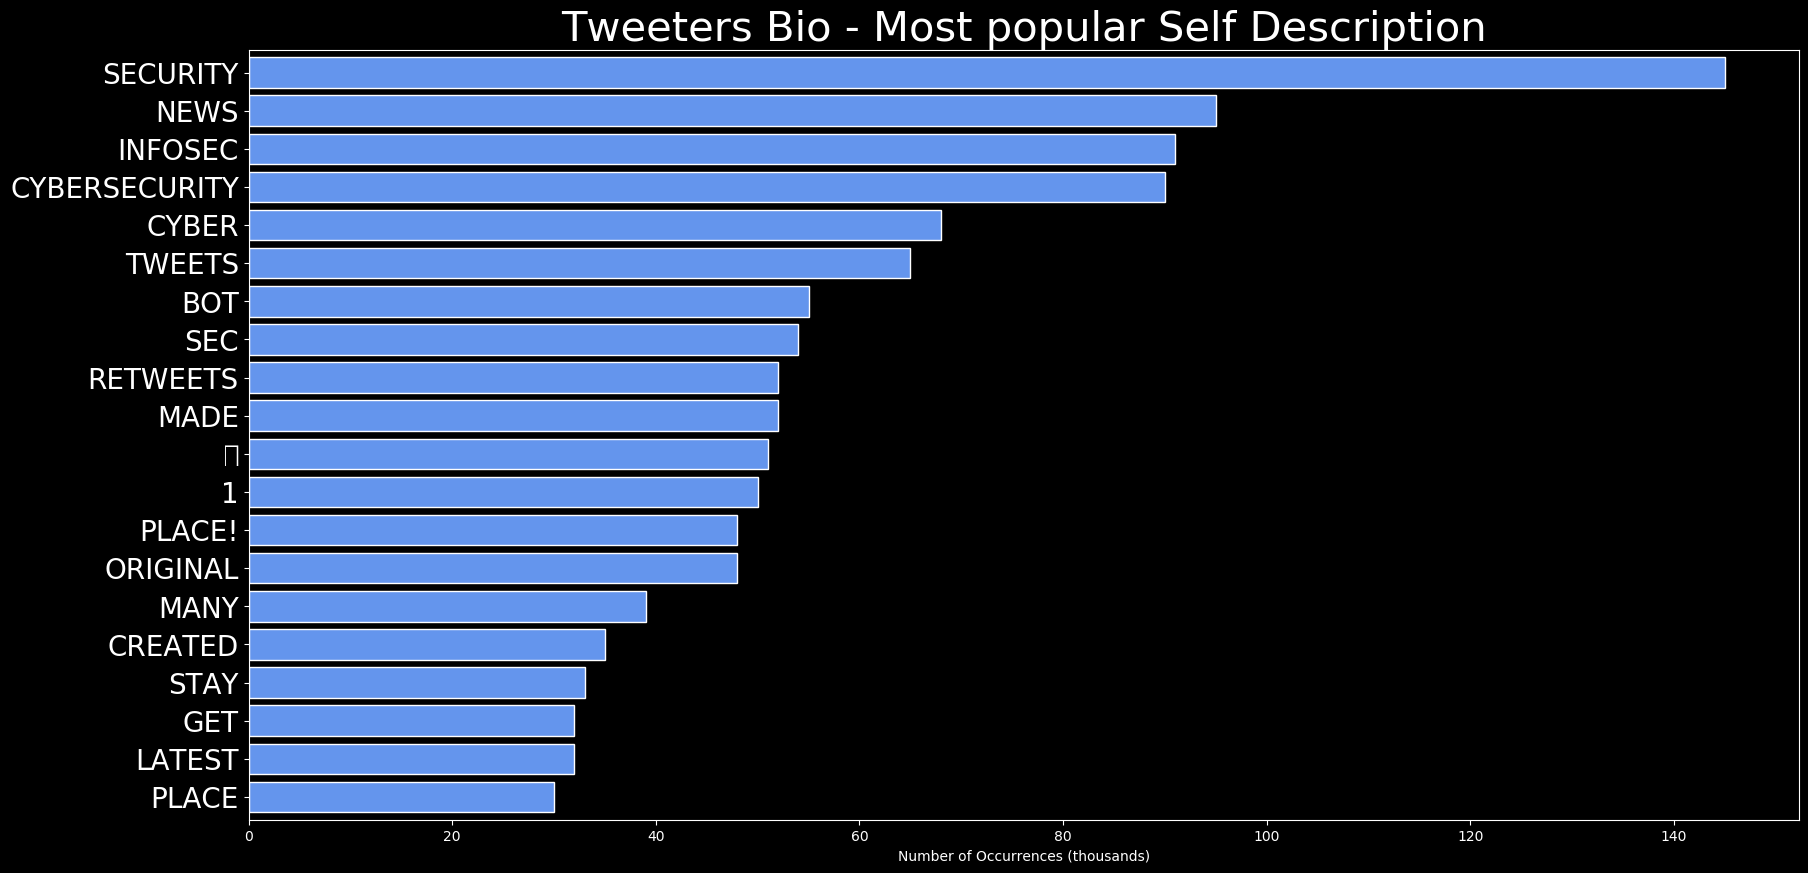 Tweeters Bio - Most popular Self Description
SECURITY
NEWS
INFOSEC
CYBERSECURITY
CYBER
TWEETS
BOT
SEC
RETWEETS
MADE
1
PLACE!
ORIGINAL
MANY
CREATED
STAY
GET
LATEST
PLACE
0 20 40 60 80 100 120 140
Number of Occurrences (thousands)